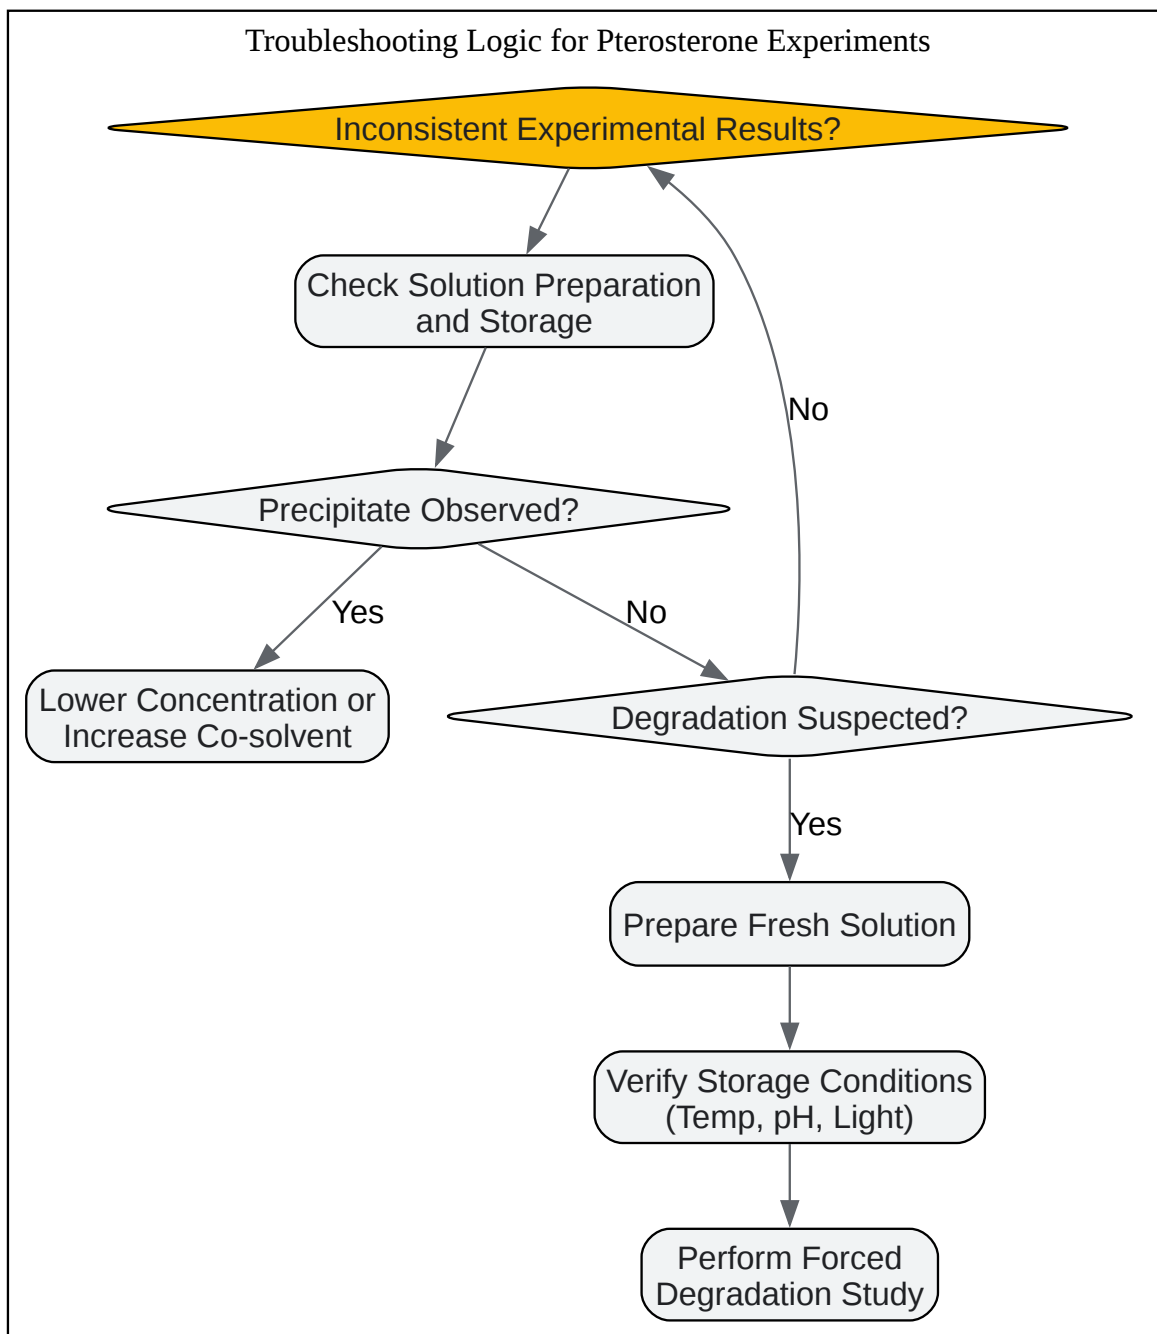 Troubleshooting Logic for Pterosterone Experiments
Inconsistent Experimental Results?
Check Solution Preparation
and Storage
No
Precipitate Observed?
Yes
No
Lower Concentration or
Increase Co-solvent
Degradation Suspected?
Yes
Prepare Fresh Solution
Verify Storage Conditions
(Temp, pH, Light)
Perform Forced
Degradation Study